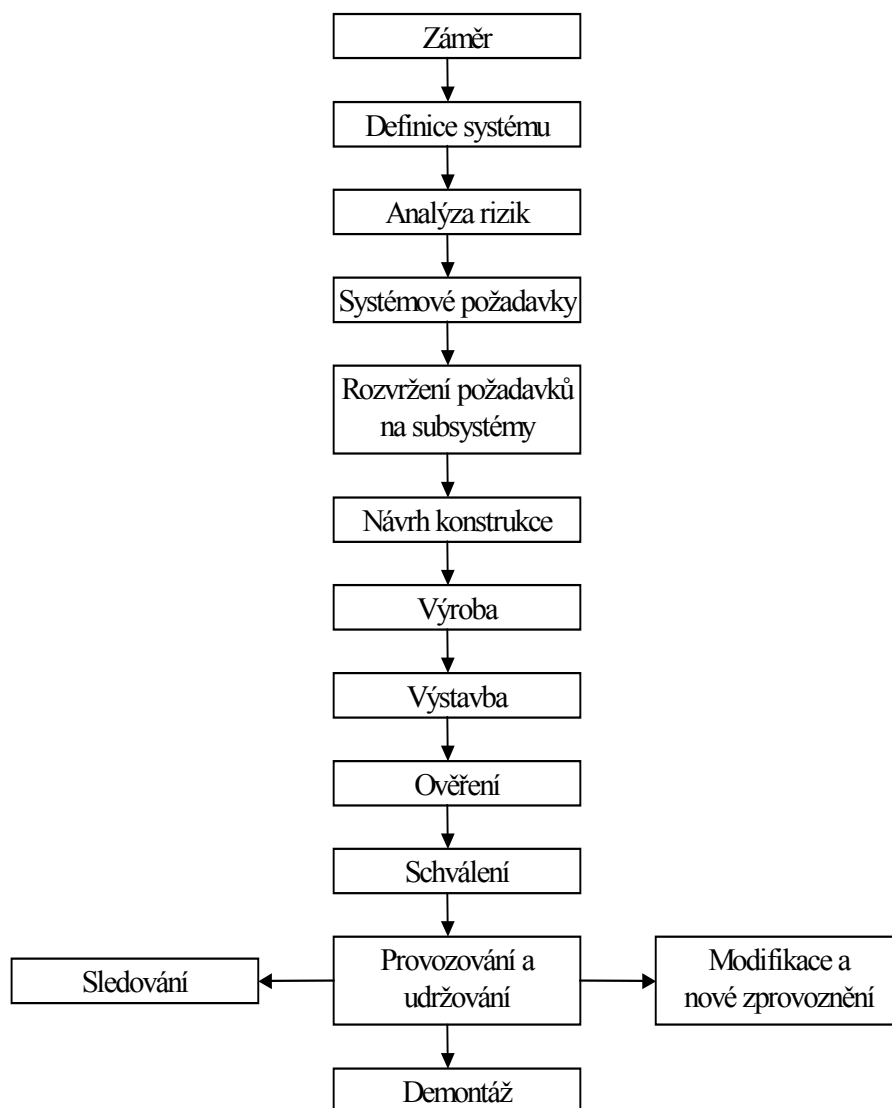 Záměr
Definice systému
Analýza rizik
Systémové požadavky
Rozvržení požadavků
na subsystémy
Návrh konstrukce
Výroba
Výstavba
Ověření
Schválení
Sledování
Provozování a
udržování
Modifikace a
nové zprovoznění
Demontáž